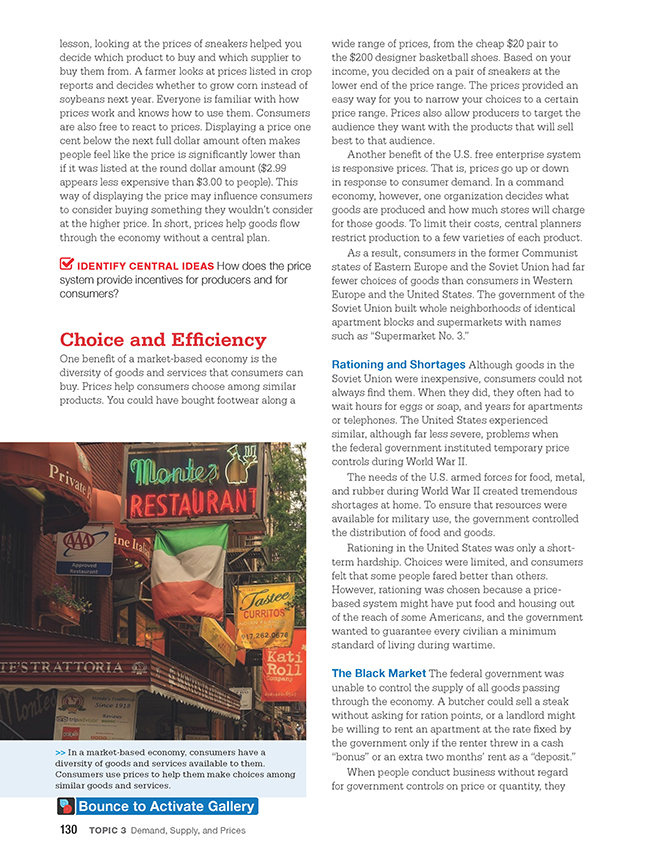 lesson, looking at the prices of sneakers helped you
decide which product to buy and which supplier to
buy them from. A farmer looks at prices listed in crop
reports and decides whether to grow corn instead of
soybeans next year. Everyone is familiar with how
prices work and knows how to use them. Consumers
are also free to react to prices. Displaying a price one
cent below the next full dollar amount often makes
people feel like the price is significantly lower than
if it was listed at the round dollar amount ($2.99
appears less expensive than $3.00 to people). This
way of displaying the price may influence consumers
to consider buying something they wouldn't consider
at the higher price. In short, prices help goods flow
through the economy without a central plan.
IDENTIFY CENTRAL IDEAS How does the price
system provide incentives for producers and for
consumers?
Choice and Efficiency
One benefit of a market-based economy is the
diversity of goods and services that consumers can
buy. Prices help consumers choose among similar
products. You could have bought footwear along a
Private
Montes
RESTAURANT
AAA
Approved
Restaurant
ine Ital
Tastee
CURRITOS
917.262.0676
Kati
Roll
Company
TE'STRATTORIA
Since 1918
>> In a market-based economy, consumers have a
diversity of goods and services available to them.
Consumers use prices to help them make choices among
similar goods and services.
Bounce to Activate Gallery
wide range of prices, from the cheap $20 pair to
the $200 designer basketball shoes. Based on your
income, you decided on a pair of sneakers at the
lower end of the price range. The prices provided an
easy way for you to narrow your choices to a certain
price range. Prices also allow producers to target the
audience they want with the products that will sell
best to that audience.
Another benefit of the U.S. free enterprise system
is responsive prices. That is, prices go up or down
in response to consumer demand. In a command
economy, however, one organization decides what
goods are produced and how much stores will charge
for those goods. To limit their costs, central planners
restrict production to a few varieties of each product.
As a result, consumers in the former Communist
states of Eastern Europe and the Soviet Union had far
fewer choices of goods than consumers in Western
Europe and the United States. The government of the
Soviet Union built whole neighborhoods of identical
apartment blocks and supermarkets with names
such as “Supermarket No. 3.”
Rationing and Shortages Although goods in the
Soviet Union were inexpensive, consumers could not
always find them. When they did, they often had to
wait hours for eggs or soap, and years for apartments
or telephones. The United States experienced
similar, although far less severe, problems when
the federal government instituted temporary price
controls during World War II.
The needs of the U.S. armed forces for food, metal,
and rubber during World War II created tremendous
shortages at home. To ensure that resources were
available for military use, the government controlled
the distribution of food and goods.
Rationing in the United States was only a short-
term hardship. Choices were limited, and consumers
felt that some people fared better than others.
However, rationing was chosen because a price-
based system might have put food and housing out
of the reach of some Americans, and the government
wanted to guarantee every civilian a minimum
standard of living during wartime.
The Black Market The federal government was
unable to control the supply of all goods passing
through the economy. A butcher could sell a steak
without asking for ration points, or a landlord might
be willing to rent an apartment at the rate fixed by
the government only if the renter threw in a cash
“bonus” or an extra two months’ rent as a “deposit.”
When people conduct business without regard
for government controls on price or quantity, they
130 TOPIC 3 Demand, Supply, and Prices